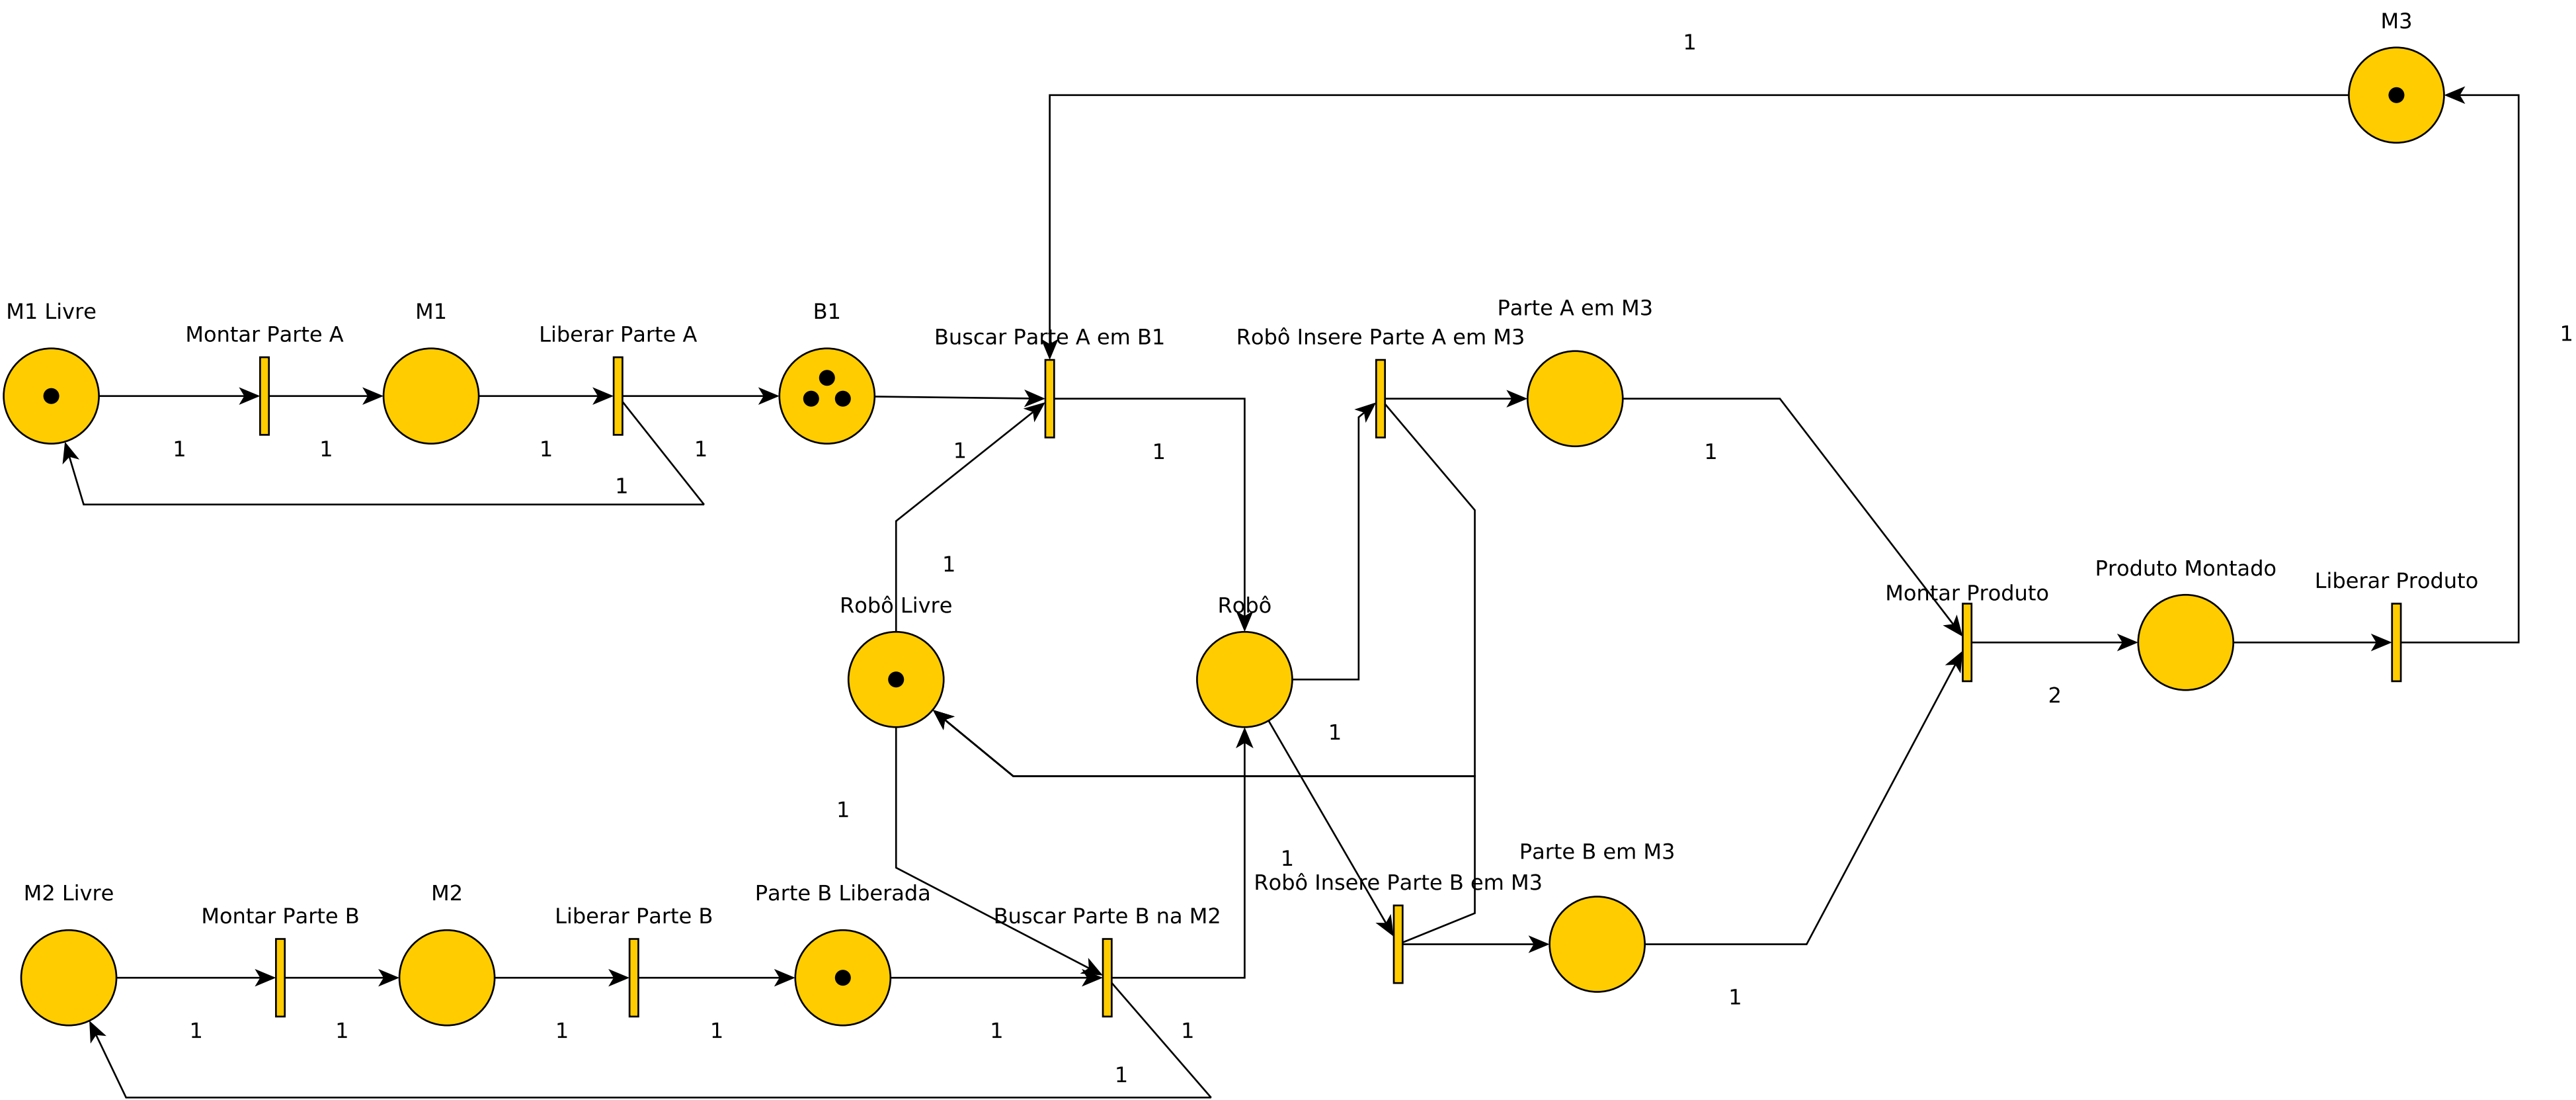 M3
1
M1 Livre
Montar Parte A
M1
Liberar Parte A
B1
Buscar Parte A em B1
Robô Insere Parte A em M3
Parte A em M3
1
1
1
1
1
1
1
1
1
1
Robô Livre
Robô
Montar Produto
Produto Montado
Liberar Produto
2
1
1
1
Parte B em M3
Robô Insere Parte B em M3
M2 Livre
Montar Parte B
M2
Liberar Parte B
Parte B Liberada
Buscar Parte B na M2
1
1
1
1
1
1
1
1